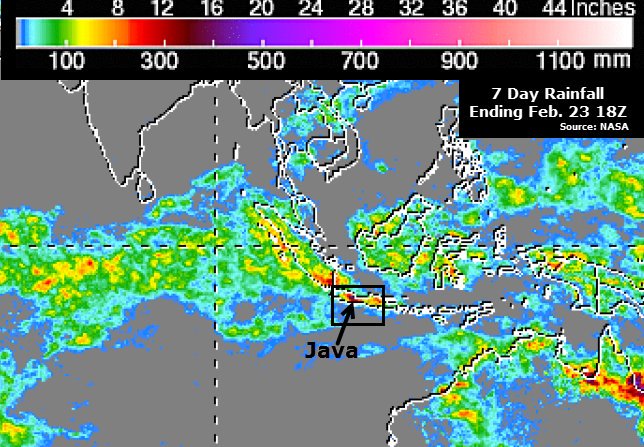 4 8 12 16 20 24 28 32 36 40 44 Inches
100 300 500 700 900 1100 mm
7 Day Rainfall
Ending Feb. 23 18Z
Source: NASA
Java